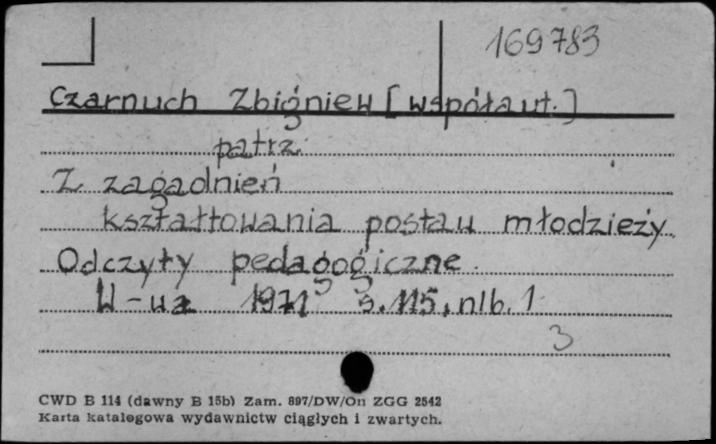 169783
Czarnuch Zbigniew [współaut.]
patrz
Z zagadnień
kształtowania postaw młodzieży
Odczyty pedagogiczne.
W-wa 1971 s. 115, nlb. 1
3
CWD B 114 (dawny B 15b) Zam. 897/DW/On ZGG 2542
Karta katalogowa wydawnictw ciągłych i zwartych.